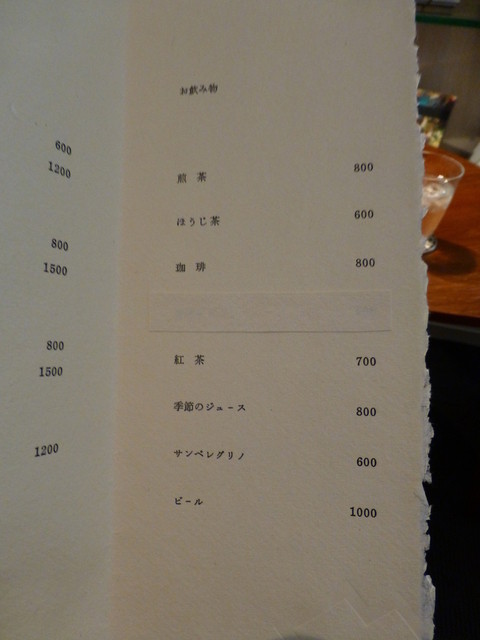 600
1200
800
1500
800
1500
1200
お飲み物
煎茶 800
ほうじ茶 600
珈琲 800
紅茶 700
季節のジュース 800
サンペレグリノ 600
ビール 1000